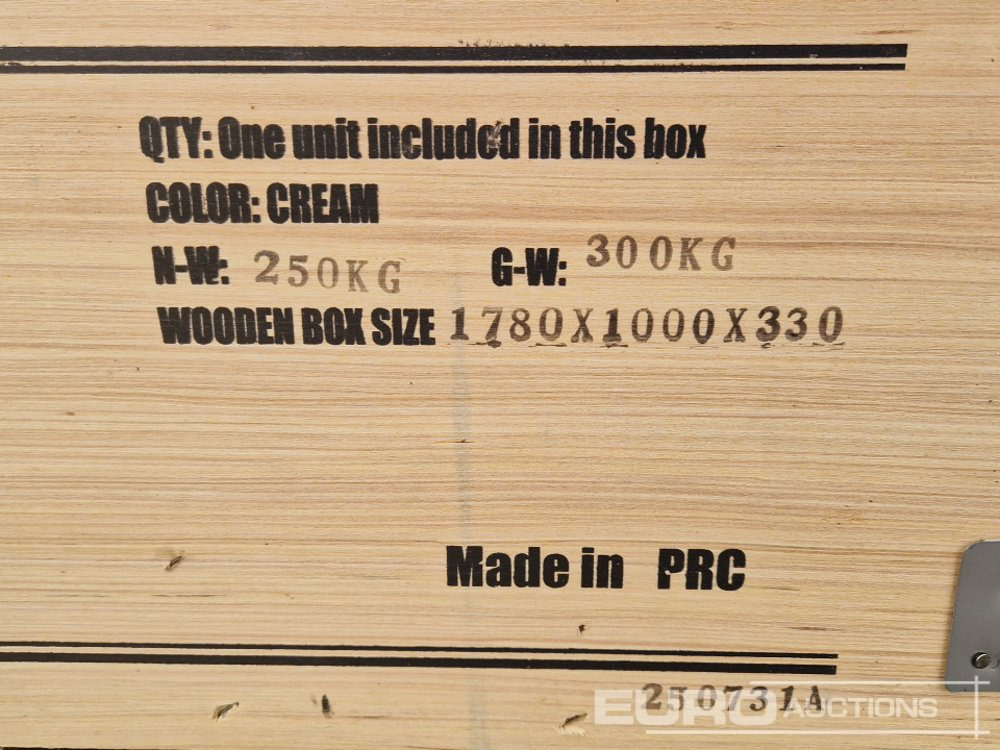 QTY: One unit included in this box
COLOR: CREAM
N-W: 250KG G-W: 300KG
WOODEN BOX SIZE 1780X1000X330
Made in PRC
250731A
EURO AUCTIONS